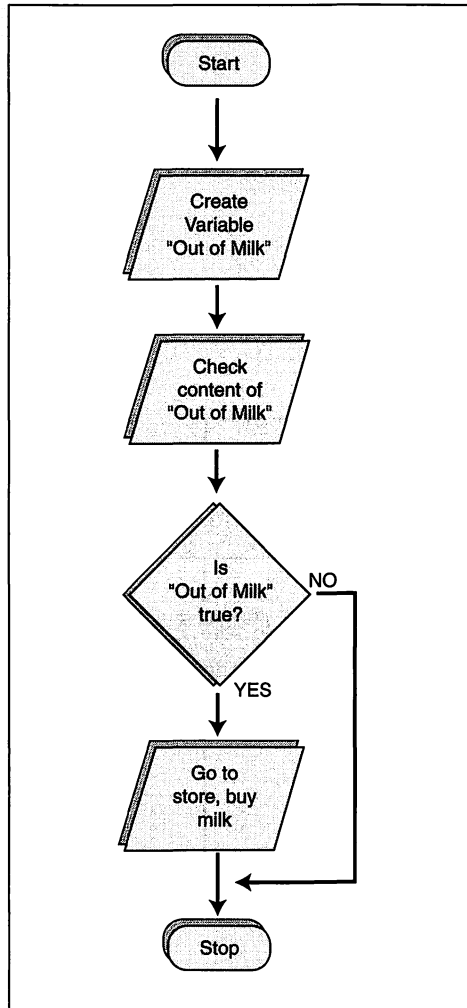 Start
Create
Variable
"Out of Milk"
Check
content of
"Out of Milk"
Is
"Out of Milk"
true?
NO
YES
Go to
store, buy
milk
Stop